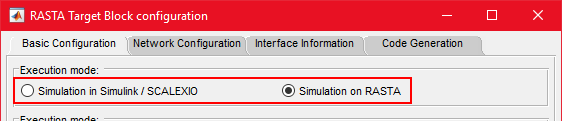 RASTA Target Block configuration
Basic Configuration Network Configuration Interface Information Code Generation
Execution mode:
Simulation in Simulink / SCALEXIO Simulation on RASTA
Execution mode: